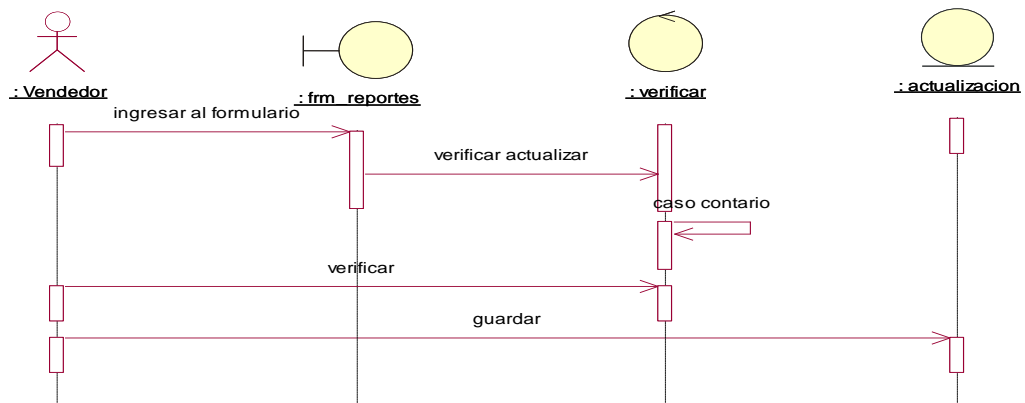 : Vendedor
: frm_reportes
: verificar
: actualizacion
ingresar al formulario
verificar actualizar
caso contario
verificar
guardar